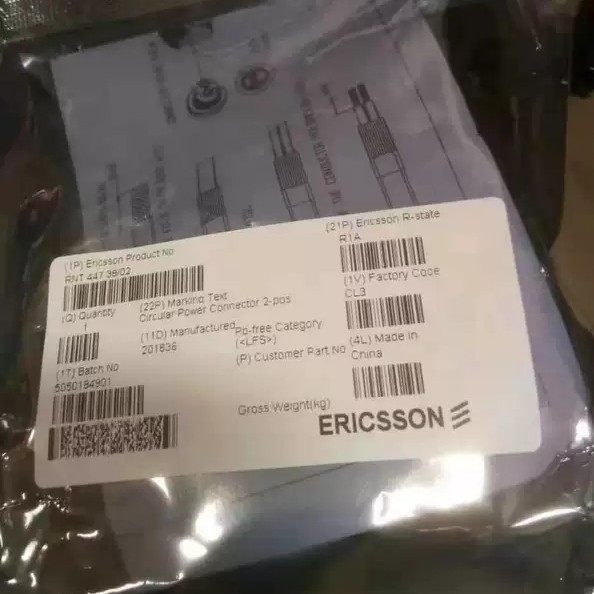 (1P) Ericsson Product No
RNT 447 38/02
(21P) Ericsson R-state
R1A
(Q) Quantity
1
(22P) Marking Text
Circular Power Connector 2-pos
(1V) Factory Code
CL3
(11D) Manufactured
201836
Pb-free Category
(<LFS>)
(1T) Batch No
5050184901
(P) Customer Part No
(4L) Made in
China
Gross Weight(kg)
ERICSSON